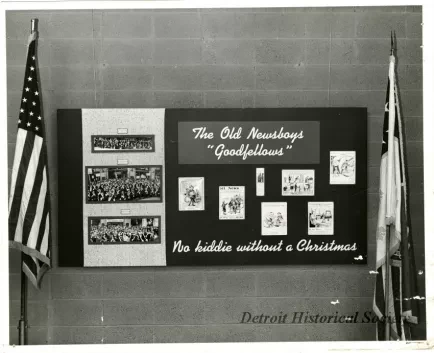 The Old Newsboys
"Goodfellows"
No kiddie without a Christmas
Detroit Historical Society